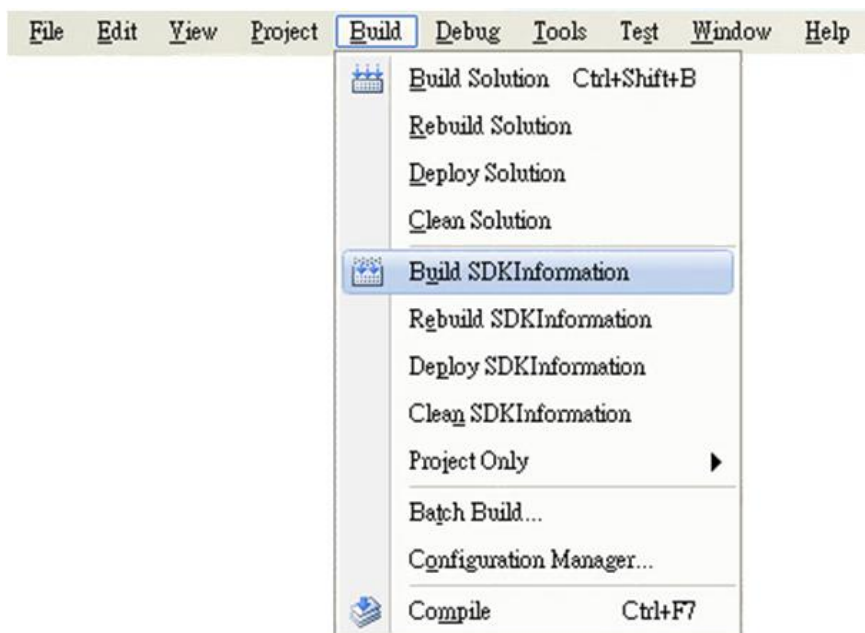 File Edit View Project Build Debug Tools Test Window Help
Build Solution Ctrl+Shift+B
Rebuild Solution
Deploy Solution
Clean Solution
Build SDKInformation
Rebuild SDKInformation
Deploy SDKInformation
Clean SDKInformation
Project Only
Batch Build...
Configuration Manager...
Compile Ctrl+F7